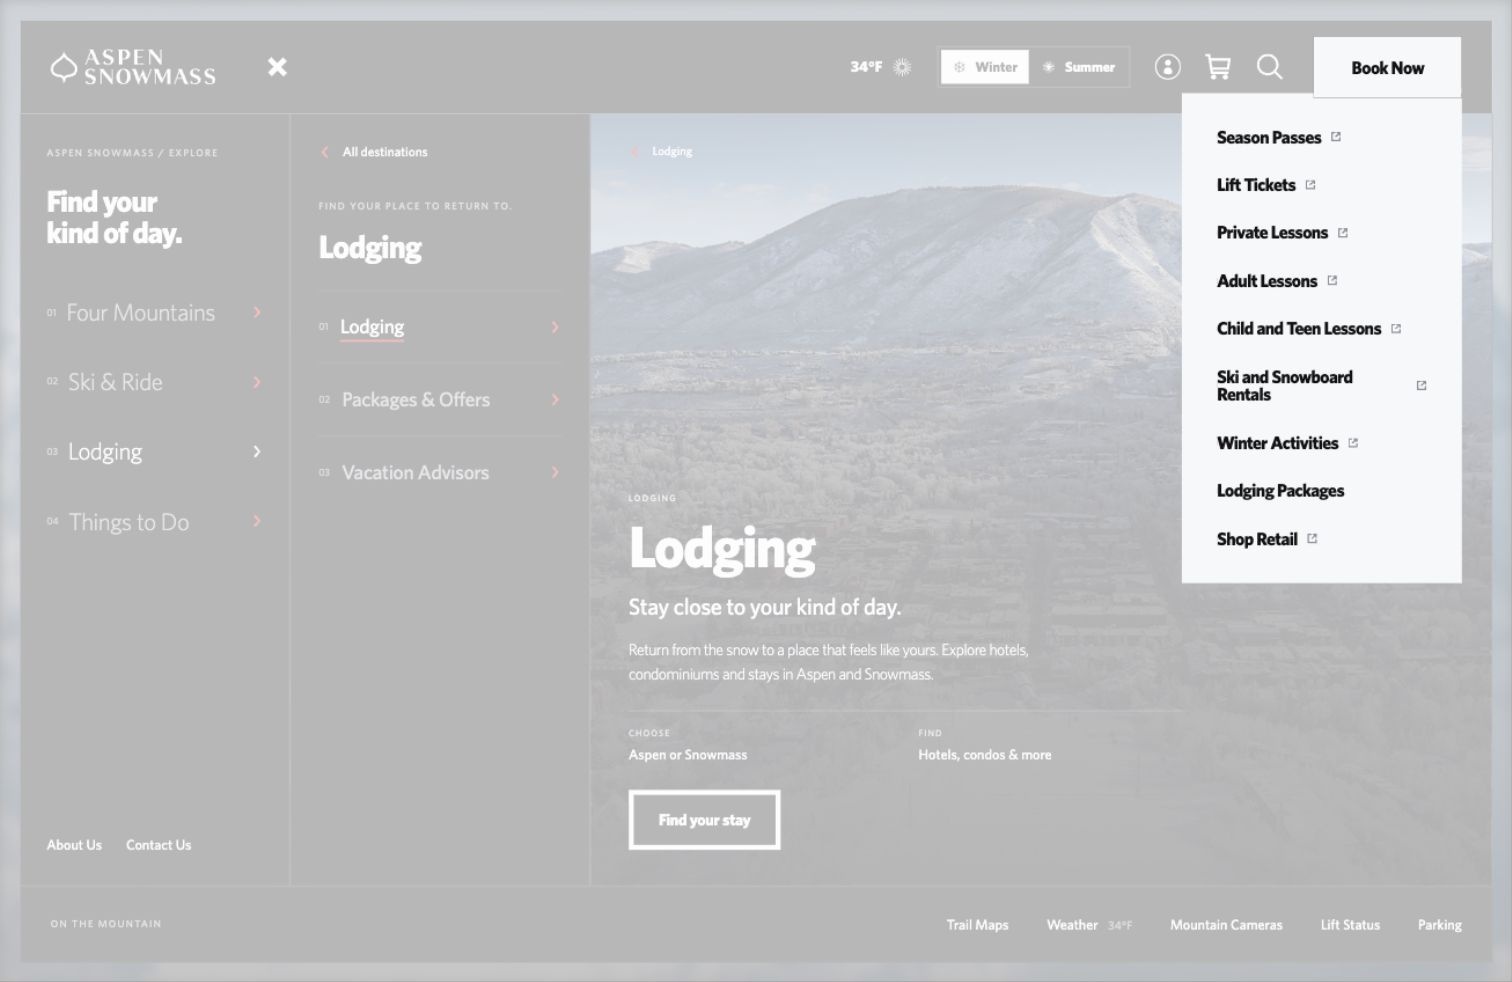 ASPEN
SNOWMASS
34°F
Winter
Summer
Book Now
ASPEN SNOWMASS / EXPLORE
Find your
kind of day.
01 Four Mountains
02 Ski & Ride
03 Lodging
04 Things to Do
About Us
Contact Us
All destinations
FIND YOUR PLACE TO RETURN TO.
Lodging
01 Lodging
02 Packages & Offers
03 Vacation Advisors
Lodging
LODGING
Lodging
Stay close to your kind of day.
Return from the snow to a place that feels like yours. Explore hotels,
condominiums and stays in Aspen and Snowmass.
CHOOSE
Aspen or Snowmass
FIND
Hotels, condos & more
Find your stay
Season Passes
Lift Tickets
Private Lessons
Adult Lessons
Child and Teen Lessons
Ski and Snowboard
Rentals
Winter Activities
Lodging Packages
Shop Retail
ON THE MOUNTAIN
Trail Maps
Weather 34°F
Mountain Cameras
Lift Status
Parking